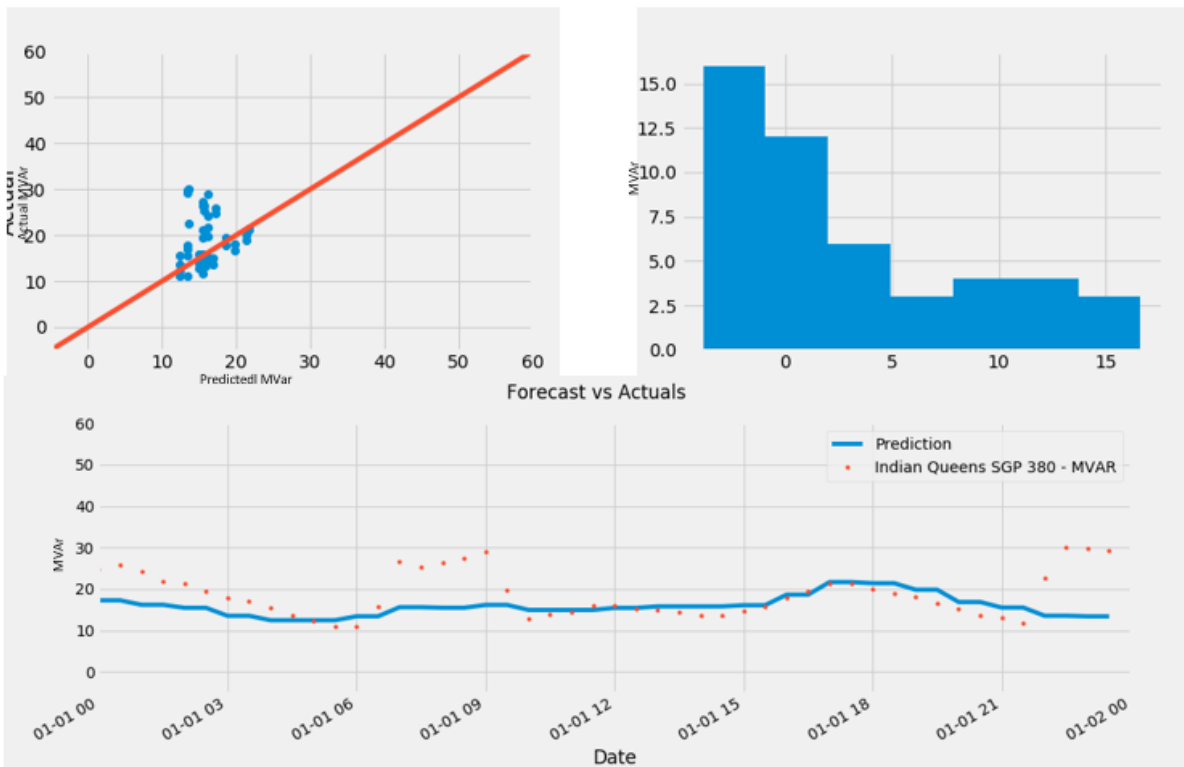 60
50
40
30
20
10
0
Actual
Actual MVAr
0 10 20 30 40 50 60
PredictedI MVar
15.0
12.5
10.0
7.5
5.0
2.5
0.0
MVAr
0 5 10 15
Forecast vs Actuals
60
50
40
30
20
10
0
MVAr
Prediction
Indian Queens SGP 380 - MVAR
01-01 00 01-01 03 01-01 06 01-01 09 01-01 12 01-01 15 01-01 18 01-01 21 01-02 00
Date